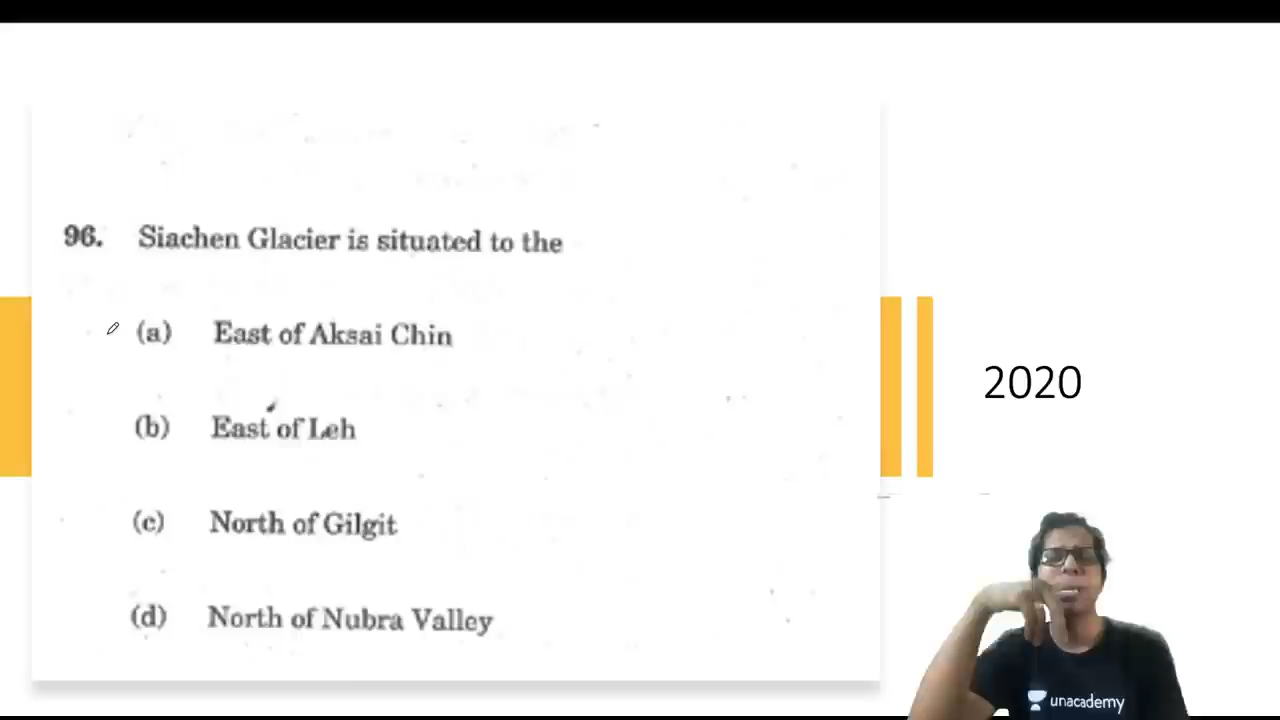 96. Siachen Glacier is situated to the
(a) East of Aksai Chin
(b) East of Leh
(c) North of Gilgit
(d) North of Nubra Valley
2020
unacademy